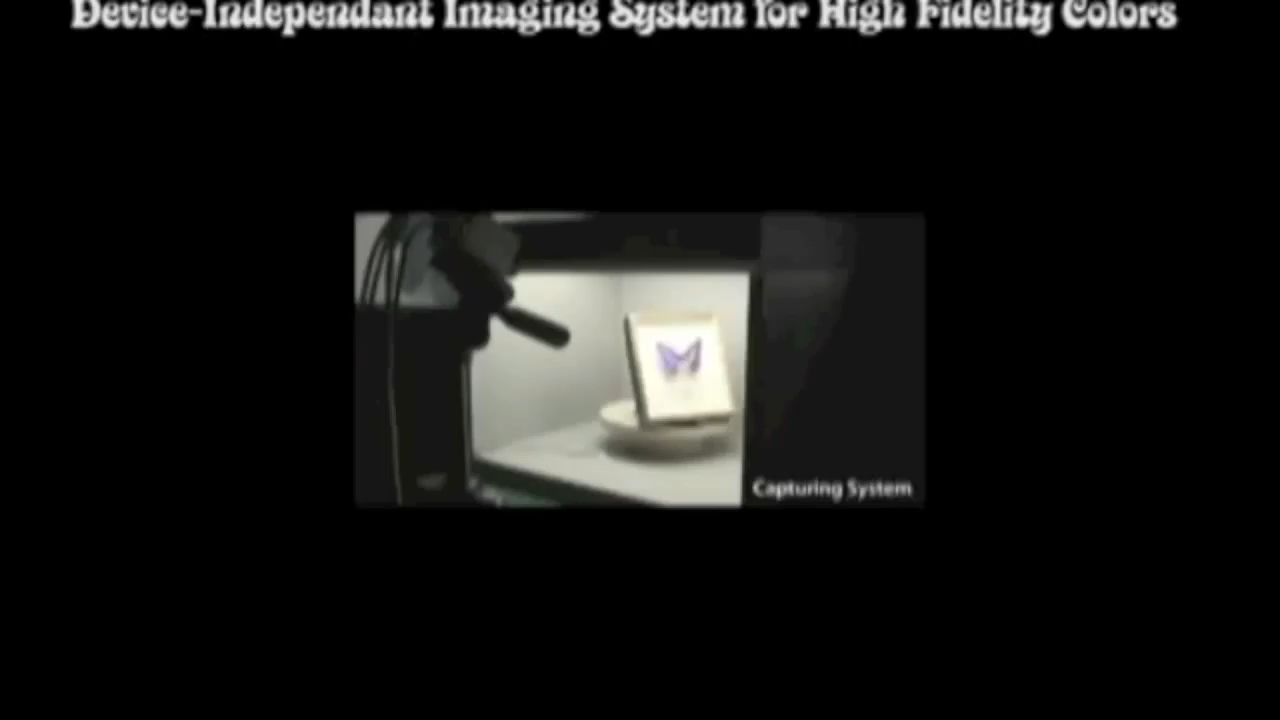 Device-Independant Imaging System for High Fidelity Colors
Capturing System